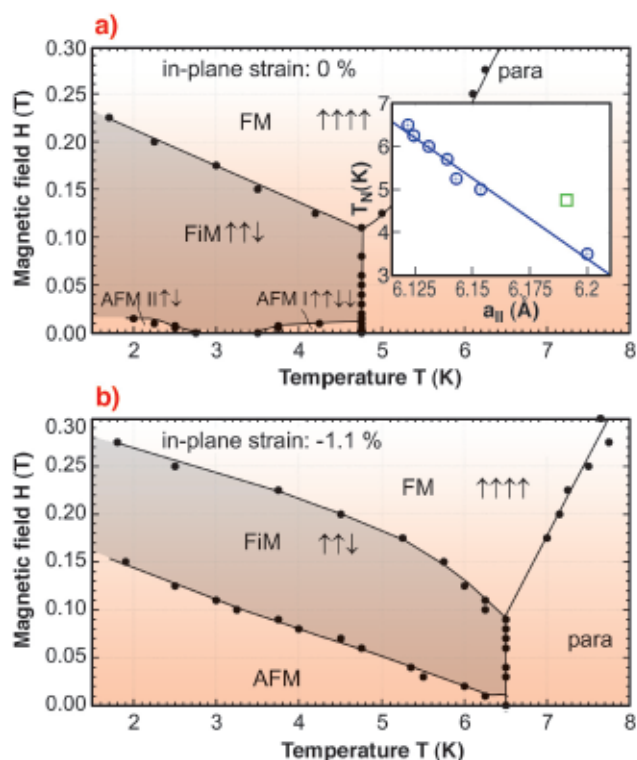 a)
0.30
0.25
0.20
0.15
0.10
0.05
0.00
Magnetic field H (T)
in-plane strain: 0 %
para
FM ↑↑↑↑
FiM↑↑↓
AFM II↑↓
AFM I↑↑↓↓
7
6
5
4
3
T_N(K)
6.125 6.15 6.175 6.2
a_II (Å)
2 3 4 5 6 7 8
Temperature T (K)
b)
0.30
0.25
0.20
0.15
0.10
0.05
0.00
Magnetic field H (T)
in-plane strain: -1.1 %
FM ↑↑↑↑
FiM ↑↑↓
para
AFM
2 3 4 5 6 7 8
Temperature T (K)